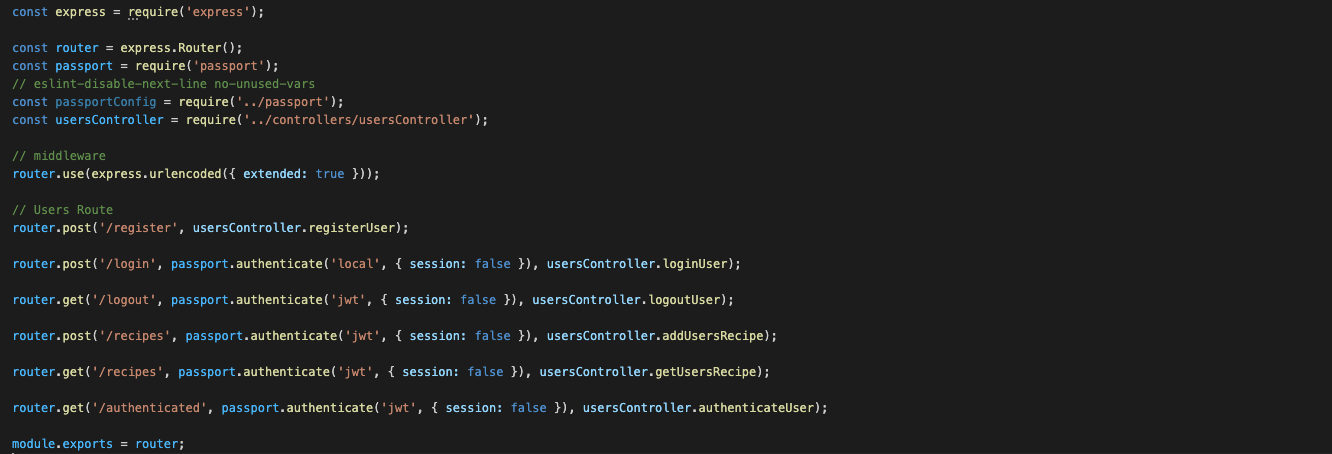 const express = require('express');
const router = express.Router();
const passport = require('passport');
// eslint-disable-next-line no-unused-vars
const passportConfig = require('../passport');
const usersController = require('../controllers/usersController');
// middleware
router.use(express.urlencoded({ extended: true }));
// Users Route
router.post('/register', usersController.registerUser);
router.post('/login', passport.authenticate('local', { session: false }), usersController.loginUser);
router.get('/logout', passport.authenticate('jwt', { session: false }), usersController.logoutUser);
router.post('/recipes', passport.authenticate('jwt', { session: false }), usersController.addUsersRecipe);
router.get('/recipes', passport.authenticate('jwt', { session: false }), usersController.getUsersRecipe);
router.get('/authenticated', passport.authenticate('jwt', { session: false }), usersController.authenticateUser);
module.exports = router;